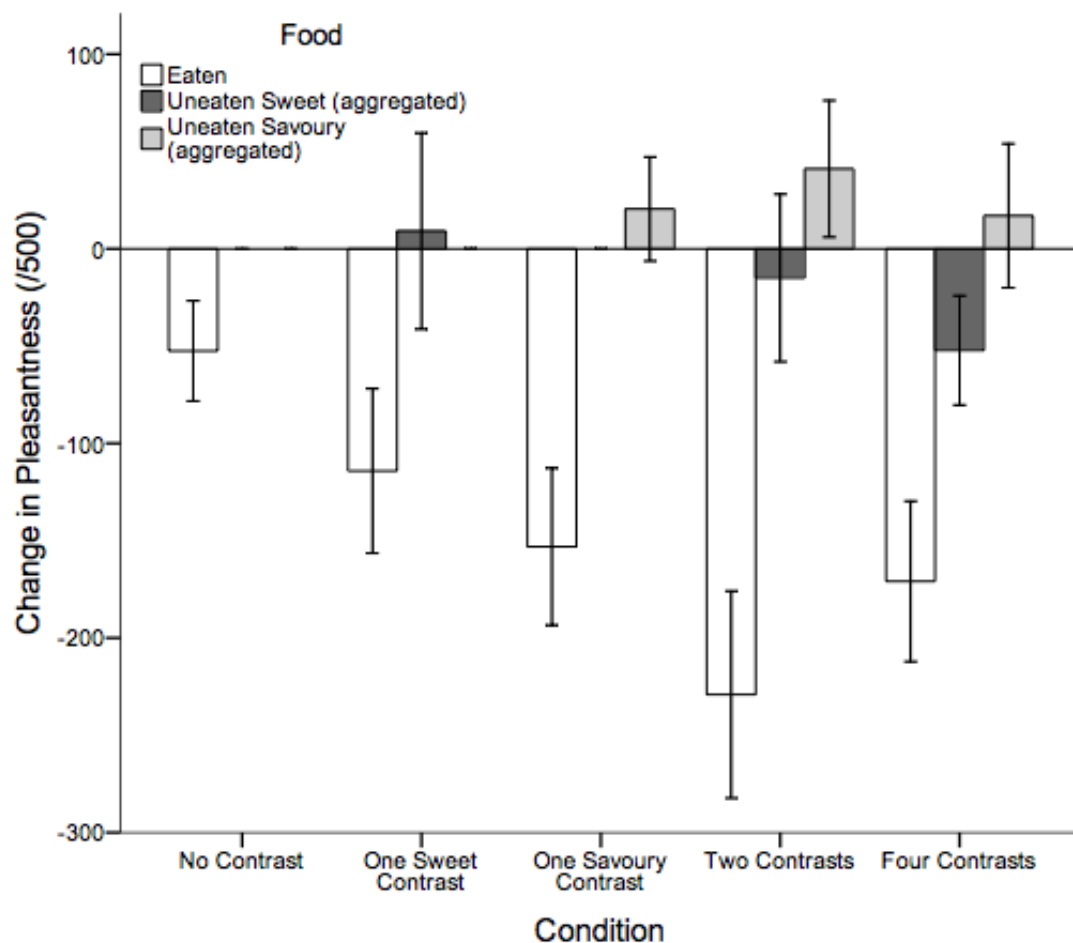 Food
Eaten
Uneaten Sweet (aggregated)
Uneaten Savoury
(aggregated)
Change in Pleasantness (/500)
100
0
-100
-200
-300
No Contrast
One Sweet
Contrast
One Savoury
Contrast
Two Contrasts
Four Contrasts
Condition